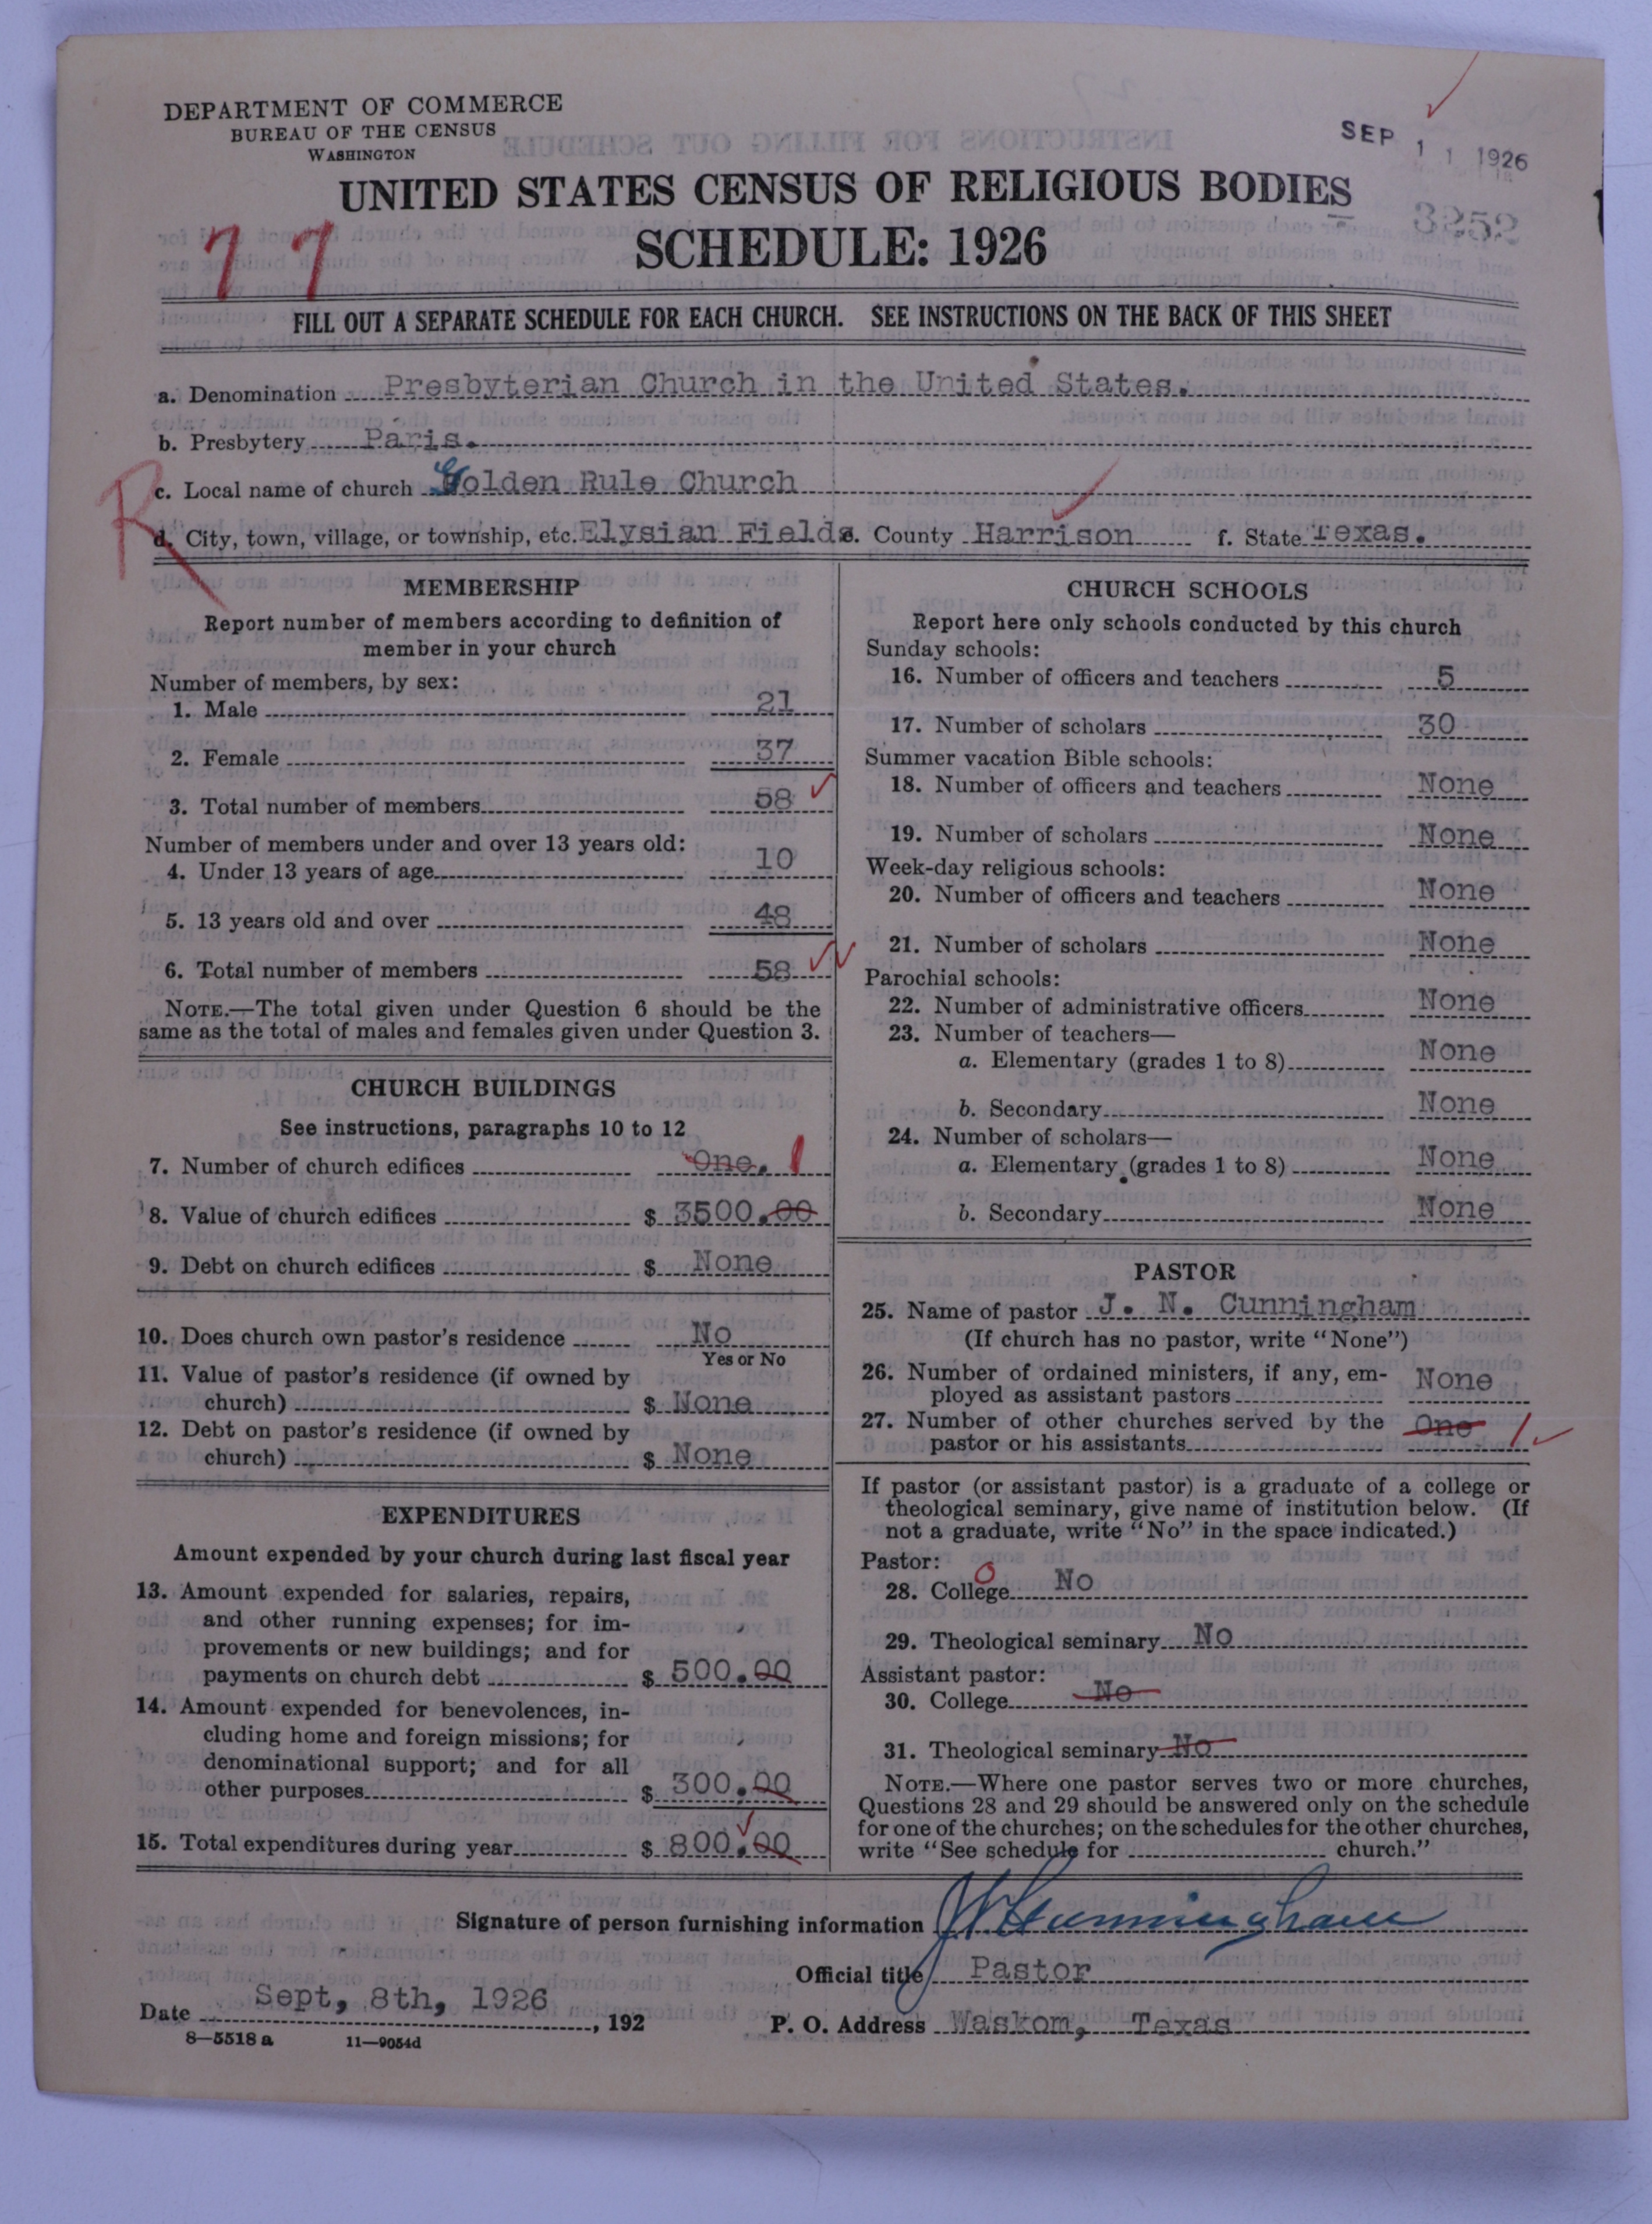 DEPARTMENT OF COMMERCE
BUREAU OF THE CENSUS
WASHINGTON
SEP 11 1926
UNITED STATES CENSUS OF RELIGIOUS BODIES
3252
SCHEDULE: 1926
77
FILL OUT A SEPARATE SCHEDULE FOR EACH CHURCH. SEE INSTRUCTIONS ON THE BACK OF THIS SHEET
a. Denomination Presbyterian Church in the United States.
b. Presbytery Paris.
R
c. Local name of church Golden Rule Church
d. City, town, village, or township, etc. Elysian Fields e. County Harrison f. State Texas.
MEMBERSHIP
Report number of members according to definition of
member in your church
Number of members, by sex:
1. Male 21
2. Female 37
3. Total number of members 58
Number of members under and over 13 years old:
4. Under 13 years of age 10
5. 13 years old and over 48
6. Total number of members 58
NOTE.—The total given under Question 6 should be the
same as the total of males and females given under Question 3.
CHURCH BUILDINGS
See instructions, paragraphs 10 to 12
7. Number of church edifices One. 1
8. Value of church edifices $ 3500.00
9. Debt on church edifices $ None
10. Does church own pastor's residence No
Yes or No
11. Value of pastor's residence (if owned by
church) $ None
12. Debt on pastor's residence (if owned by
church) $ None
EXPENDITURES
Amount expended by your church during last fiscal year
13. Amount expended for salaries, repairs,
and other running expenses; for im-
provements or new buildings; and for
payments on church debt $ 500.00
14. Amount expended for benevolences, in-
cluding home and foreign missions; for
denominational support; and for all
other purposes $ 300.00
15. Total expenditures during year $ 800.00
CHURCH SCHOOLS
Report here only schools conducted by this church
Sunday schools:
16. Number of officers and teachers 5
17. Number of scholars 30
Summer vacation Bible schools:
18. Number of officers and teachers None
19. Number of scholars None
Week-day religious schools:
20. Number of officers and teachers None
21. Number of scholars None
Parochial schools:
22. Number of administrative officers None
23. Number of teachers—
a. Elementary (grades 1 to 8) None
b. Secondary None
24. Number of scholars—
a. Elementary (grades 1 to 8) None
b. Secondary None
PASTOR
25. Name of pastor J. N. Cunningham
(If church has no pastor, write "None")
26. Number of ordained ministers, if any, em-
ployed as assistant pastors None
27. Number of other churches served by the
pastor or his assistants One 1
If pastor (or assistant pastor) is a graduate of a college or
theological seminary, give name of institution below. (If
not a graduate, write "No" in the space indicated.)
Pastor:
28. College 0 No
29. Theological seminary No
Assistant pastor:
30. College No
31. Theological seminary No
NOTE.—Where one pastor serves two or more churches,
Questions 28 and 29 should be answered only on the schedule
for one of the churches; on the schedules for the other churches,
write "See schedule for church."
Signature of person furnishing information J N Cunningham
Official title Pastor
Date Sept, 8th, 1926, 192
P. O. Address Waskom, Texas
8—5518 a 11—9054d